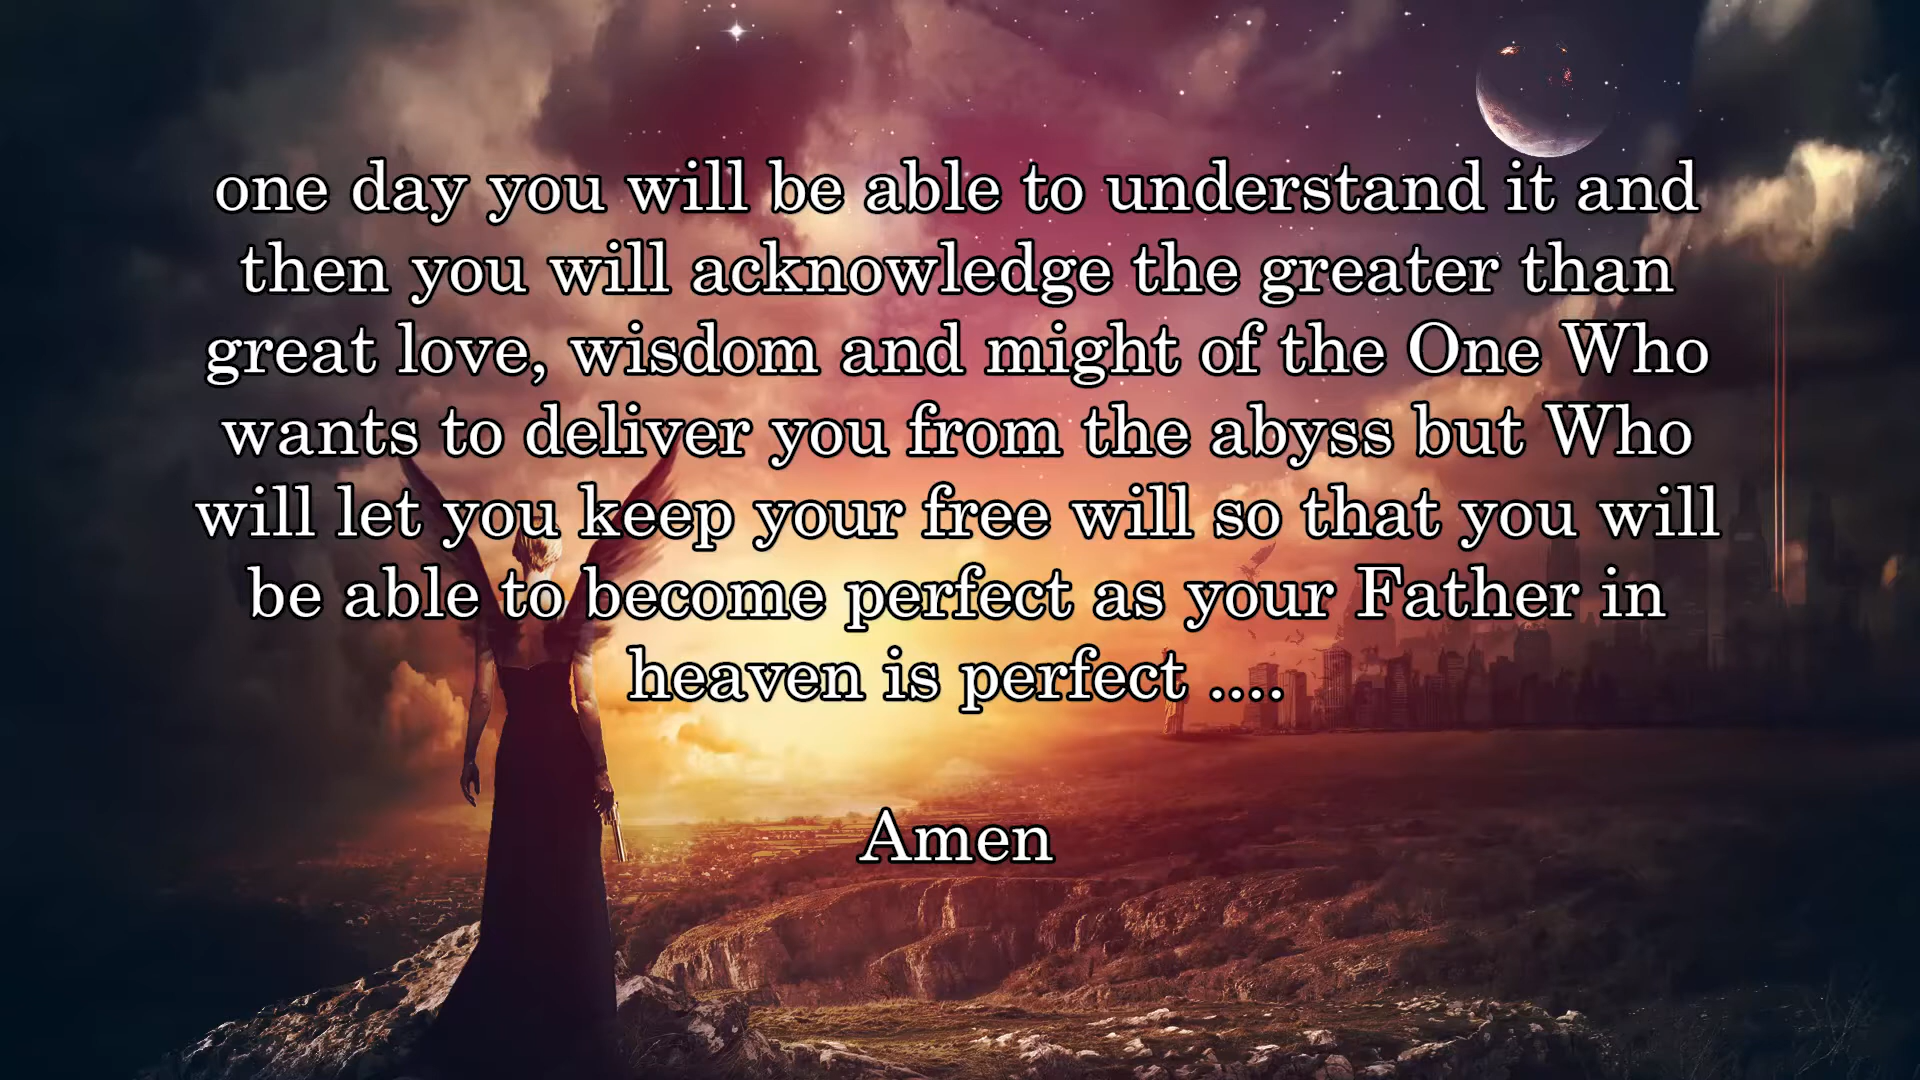 one day you will be able to understand it and
then you will acknowledge the greater than
great love, wisdom and might of the One Who
wants to deliver you from the abyss but Who
will let you keep your free will so that you will
be able to become perfect as your Father in
heaven is perfect ....
Amen